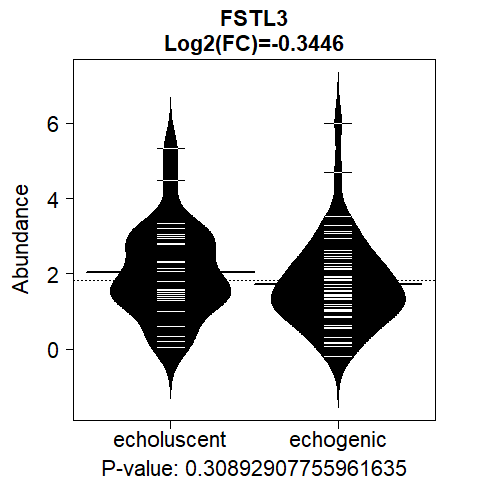 FSTL3
Log2(FC)=-0.3446
Abundance
6
4
2
0
echoluscent echogenic
P-value: 0.30892907755961635